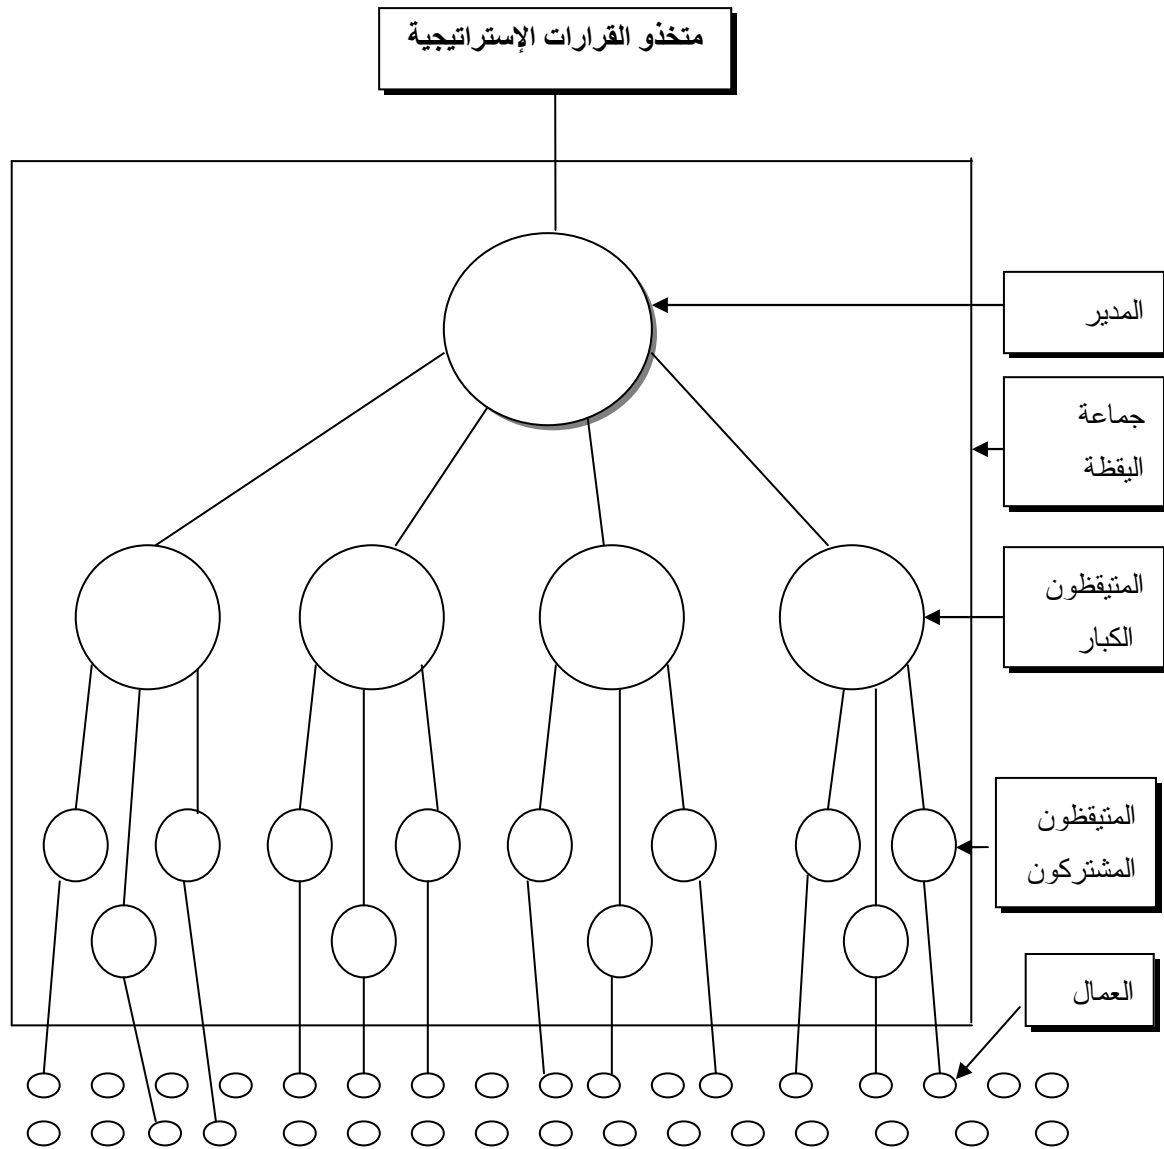 متخذو القرارات الإستراتيجية
المدير
جماعة
اليقظة
المتيقظون
الكبار
المتيقظون
المشتركون
العمال